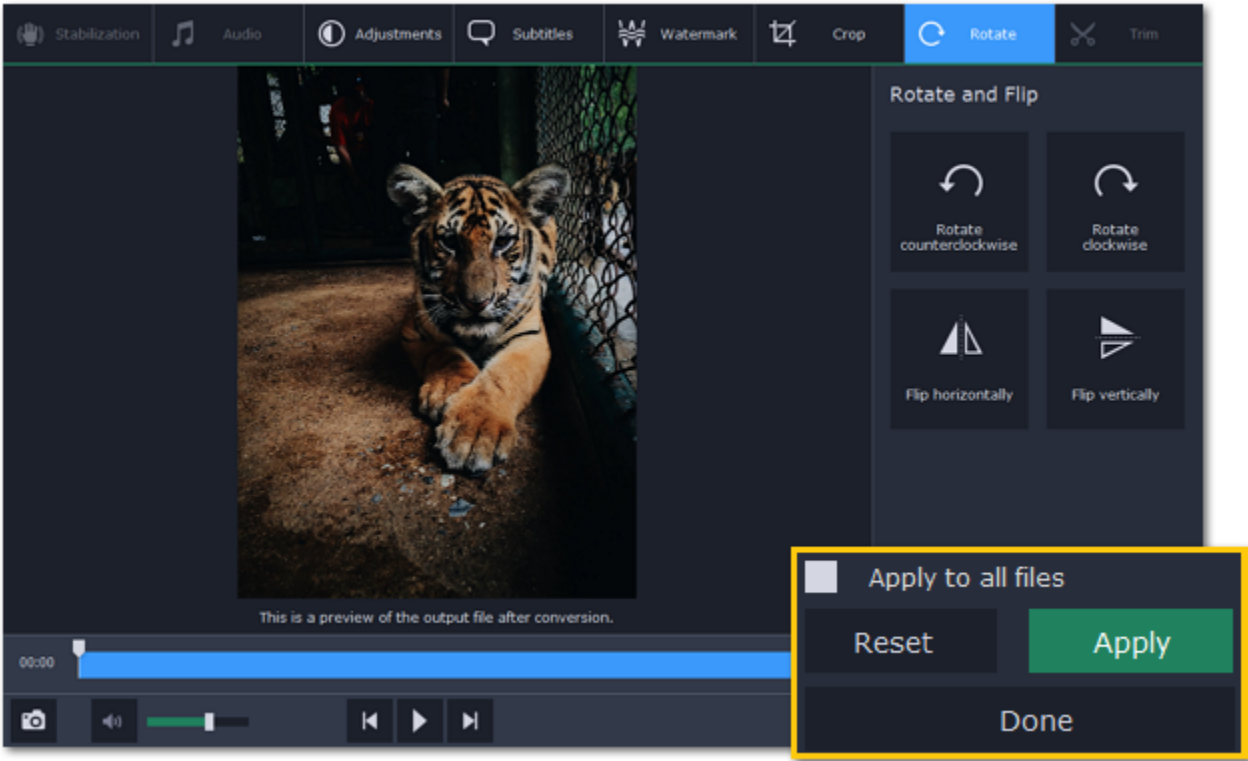 Stabilization
Audio
Adjustments
Subtitles
Watermark
Crop
Rotate
Trim
Rotate and Flip
Rotate
counterclockwise
Rotate
clockwise
Flip horizontally
Flip vertically
This is a preview of the output file after conversion.
Apply to all files
Reset
Apply
00:00
Done